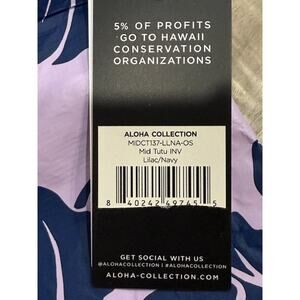 5% OF PROFITS
GO TO HAWAII
CONSERVATION
ORGANIZATIONS
ALOHA COLLECTION
MIDCT137-LLNA-OS
Mid Tutu INV
Lilac/Navy
8 40242 49745 5
GET SOCIAL WITH US
@ALOHACOLLECTION | #ALOHACOLLECTION
ALOHA-COLLECTION.COM